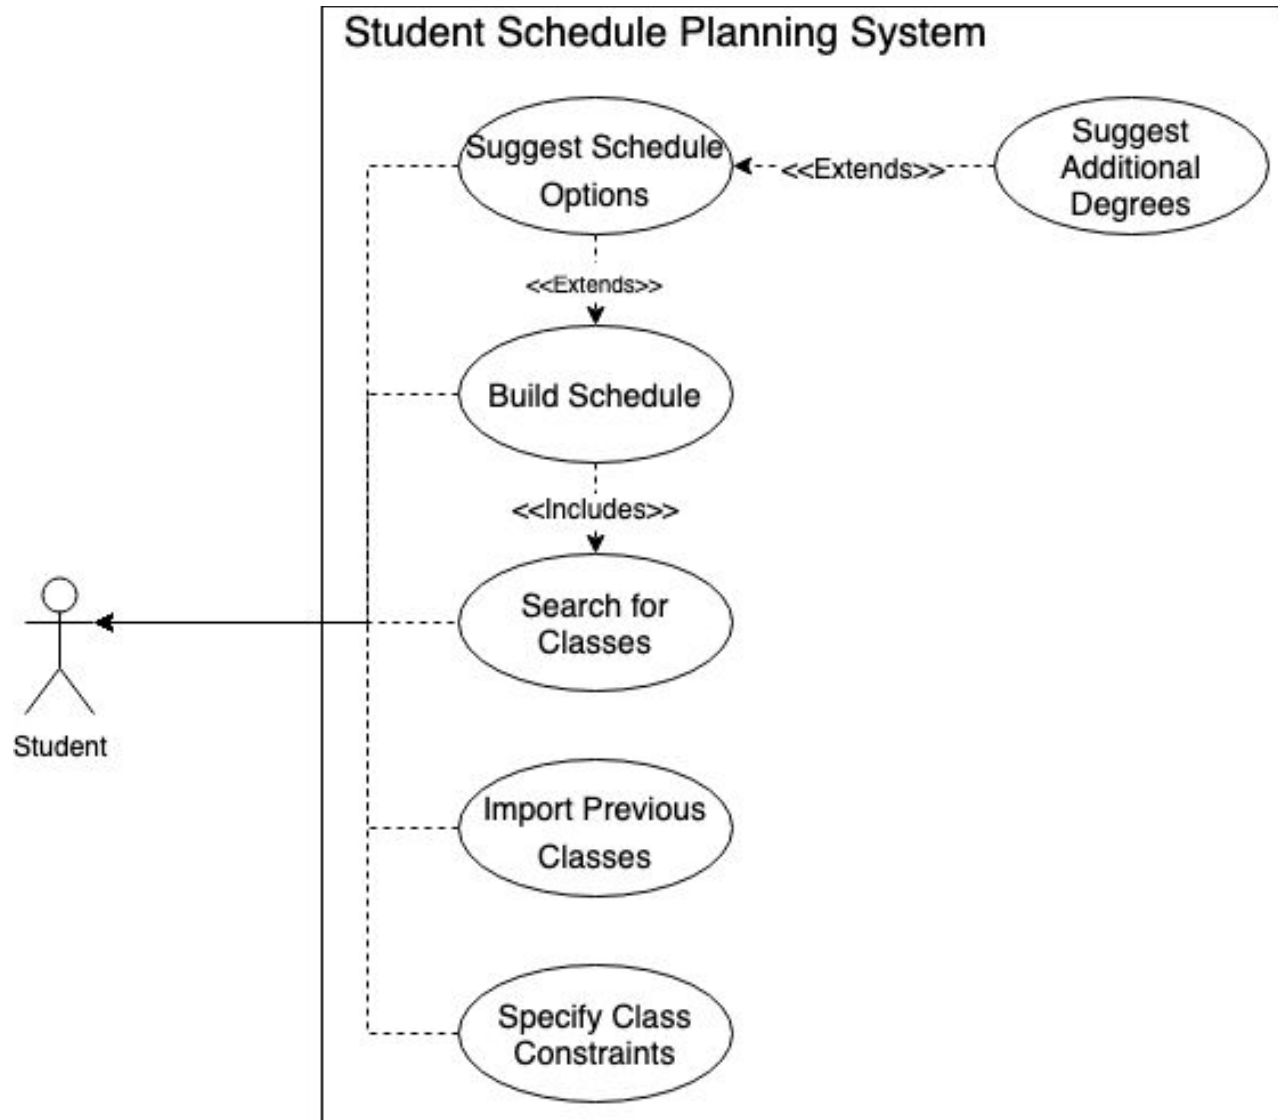 Student Schedule Planning System
Suggest Schedule
Options
<<Extends>>
Suggest
Additional
Degrees
<<Extends>>
Build Schedule
<<Includes>>
Search for
Classes
Student
Import Previous
Classes
Specify Class
Constraints